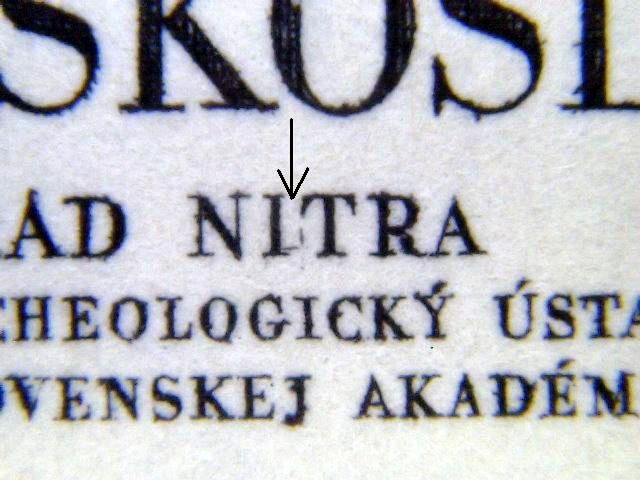 SKOSL
AD NITRA
CHEOLOGICKÝ ÚSTA
OVENSKEJ AKADÉM